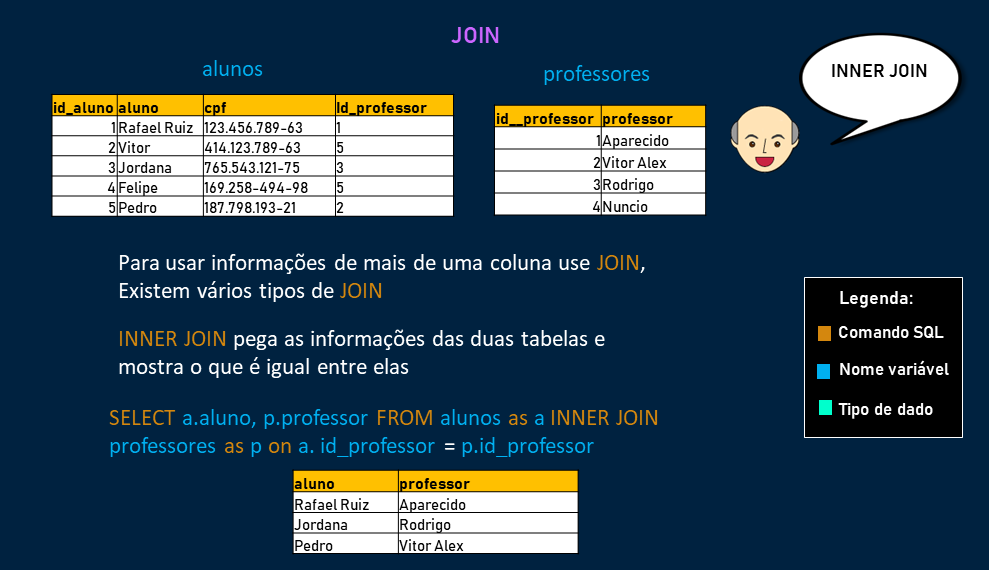 JOIN
alunos
professores
INNER JOIN
id_aluno aluno cpf Id_professor
1 Rafael Ruiz 123.456.789-63 1
2 Vitor 414.123.789-63 5
3 Jordana 765.543.121-75 3
4 Felipe 169.258-494-98 5
5 Pedro 187.798.193-21 2
id__professor professor
1 Aparecido
2 Vitor Alex
3 Rodrigo
4 Nuncio
Para usar informações de mais de uma coluna use JOIN,
Existem vários tipos de JOIN
INNER JOIN pega as informações das duas tabelas e
mostra o que é igual entre elas
Legenda:
Comando SQL
Nome variável
Tipo de dado
SELECT a.aluno, p.professor FROM alunos as a INNER JOIN
professores as p on a. id_professor = p.id_professor
aluno professor
Rafael Ruiz Aparecido
Jordana Rodrigo
Pedro Vitor Alex